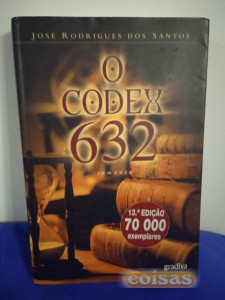 JOSÉ RODRIGUES DOS SANTOS
O
CODEX
632
romance
13.ª EDIÇÃO
70 000
exemplares
gradiva
coisas